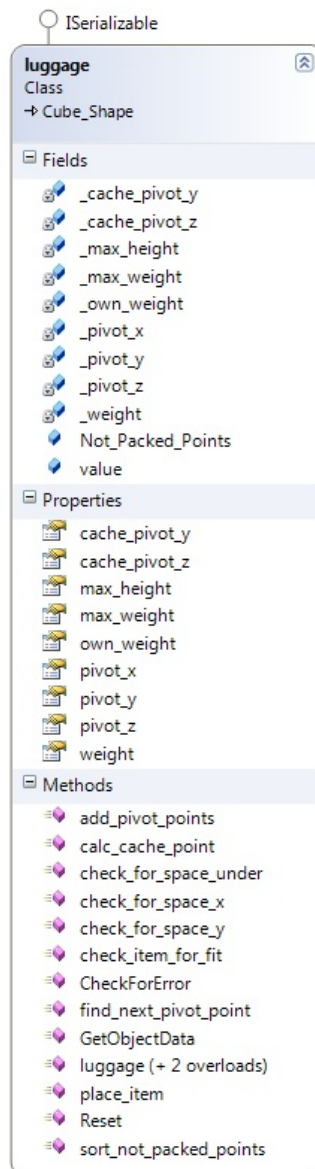 ISerializable
luggage
Class
Cube_Shape
Fields
_cache_pivot_y
_cache_pivot_z
_max_height
_max_weight
_own_weight
_pivot_x
_pivot_y
_pivot_z
_weight
Not_Packed_Points
value
Properties
cache_pivot_y
cache_pivot_z
max_height
max_weight
own_weight
pivot_x
pivot_y
pivot_z
weight
Methods
add_pivot_points
calc_cache_point
check_for_space_under
check_for_space_x
check_for_space_y
check_item_for_fit
CheckForError
find_next_pivot_point
GetObjectData
luggage (+ 2 overloads)
place_item
Reset
sort_not_packed_points